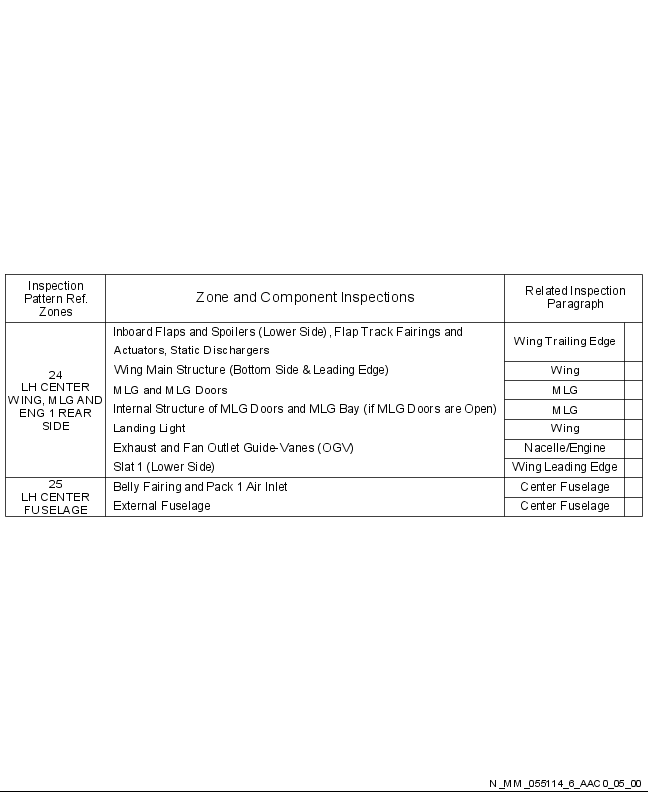 Inspection
Pattern Ref.
Zones
Zone and Component Inspections
Related Inspection
Paragraph
24
LH CENTER
WING, MLG AND
ENG 1 REAR
SIDE
Inboard Flaps and Spoilers (Lower Side), Flap Track Fairings and
Actuators, Static Dischargers
Wing Trailing Edge
Wing Main Structure (Bottom Side & Leading Edge)
Wing
MLG and MLG Doors
MLG
Internal Structure of MLG Doors and MLG Bay (if MLG Doors are Open)
MLG
Landing Light
Wing
Exhaust and Fan Outlet Guide-Vanes (OGV)
Nacelle/Engine
Slat 1 (Lower Side)
Wing Leading Edge
25
LH CENTER
FUSELAGE
Belly Fairing and Pack 1 Air Inlet
Center Fuselage
External Fuselage
Center Fuselage
N_MM_055114_6_AAC0_05_00